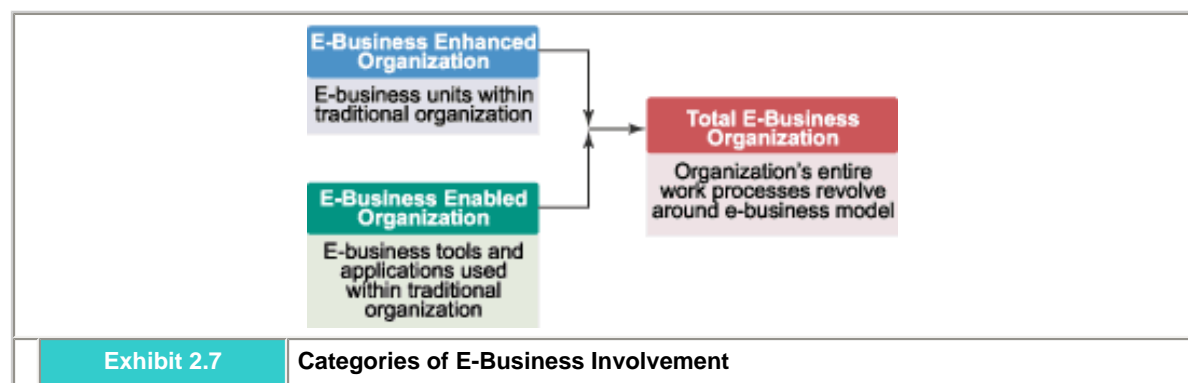 E-Business Enhanced
Organization
E-business units within
traditional organization
E-Business Enabled
Organization
E-business tools and
applications used
within traditional
organization
Total E-Business
Organization
Organization's entire
work processes revolve
around e-business model
Exhibit 2.7
Categories of E-Business Involvement